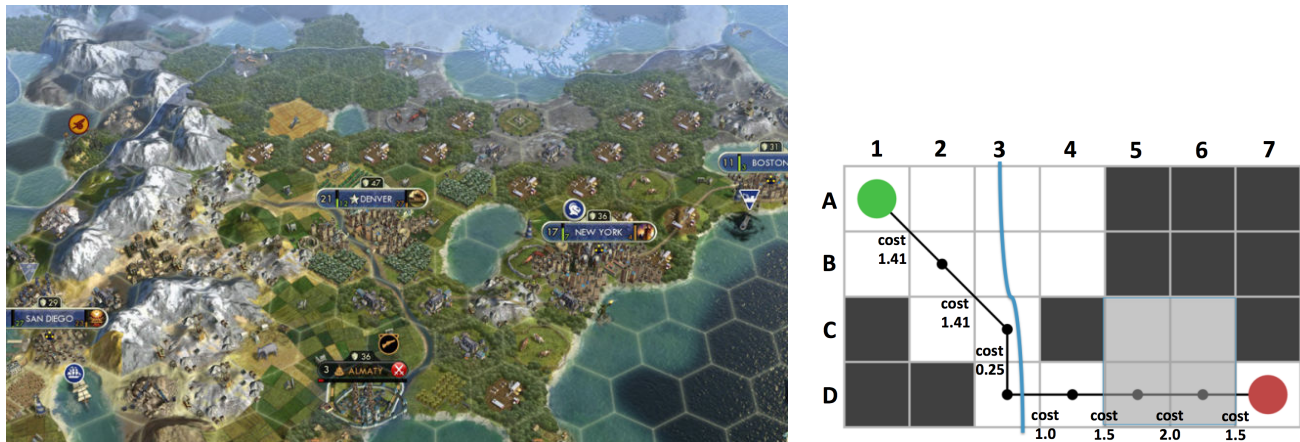 31
11 BOSTON
47
21 DENVER
36
17 NEW YORK
29
SAN DIEGO
36
3 ALMATY
1 2 3 4 5 6 7
A
cost
1.41
B
cost
1.41
C
cost
0.25
D
cost cost cost cost
1.0 1.5 2.0 1.5